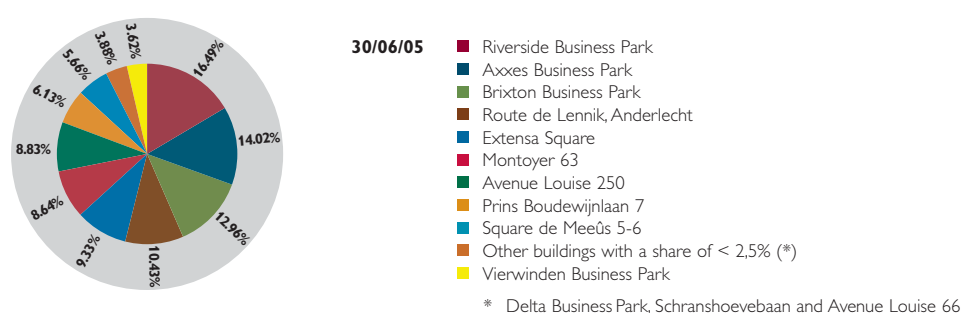 16.49%
14.02%
12.96%
10.43%
9.33%
8.64%
8.83%
6.13%
5.66%
3.88%
3.62%
30/06/05
Riverside Business Park
Axxes Business Park
Brixton Business Park
Route de Lennik, Anderlecht
Extensa Square
Montoyer 63
Avenue Louise 250
Prins Boudewijnlaan 7
Square de Meeûs 5-6
Other buildings with a share of < 2,5% (*)
Vierwinden Business Park
* Delta Business Park, Schranshoevebaan and Avenue Louise 66